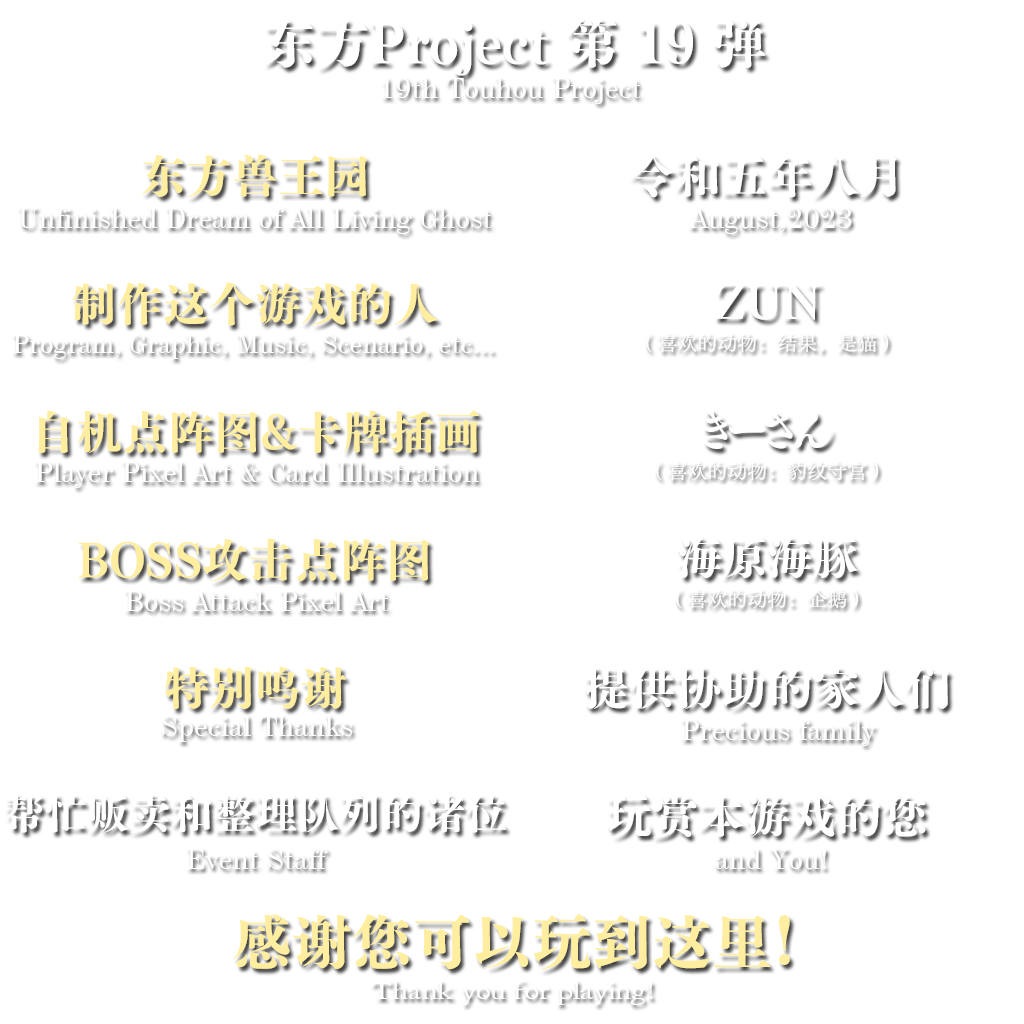 东方Project 第 19 弹
19th Touhou Project
东方兽王园
Unfinished Dream of All Living Ghost
令和五年八月
August,2023
制作这个游戏的人
Program, Graphic, Music, Scenario, etc...
ZUN
（喜欢的动物：结果，是猫）
自机点阵图&卡牌插画
Player Pixel Art & Card Illustration
きーさん
（喜欢的动物：豹纹守宫）
BOSS攻击点阵图
Boss Attack Pixel Art
海原海豚
（喜欢的动物：企鹅）
特别鸣谢
Special Thanks
提供协助的家人们
Precious family
帮忙贩卖和整理队列的诸位
Event Staff
玩赏本游戏的您
and You!
感谢您可以玩到这里!
Thank you for playing!